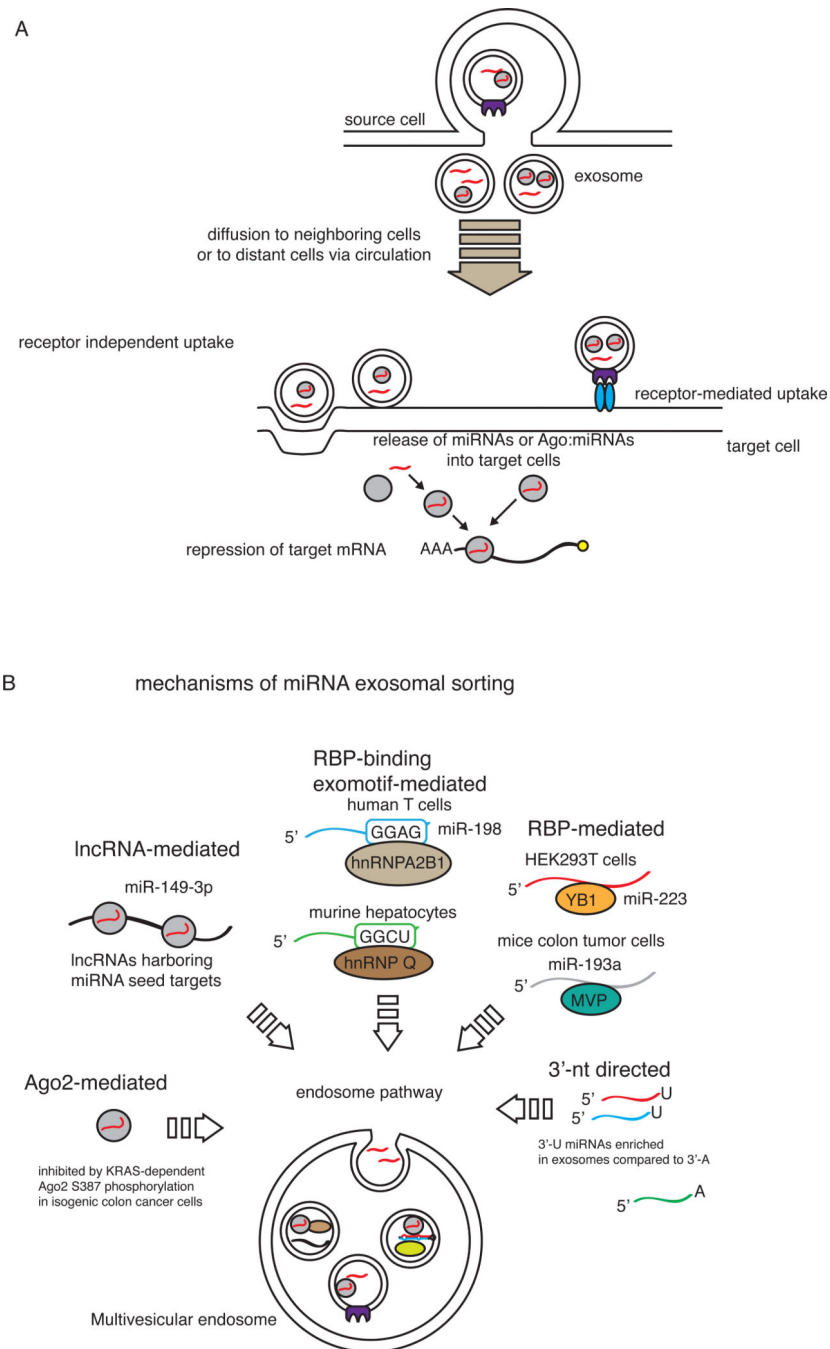 A
source cell
exosome
diffusion to neighboring cells
or to distant cells via circulation
receptor independent uptake
receptor-mediated uptake
release of miRNAs or Ago:miRNAs
into target cells
target cell
repression of target mRNA
AAA
B
mechanisms of miRNA exosomal sorting
RBP-binding
exomotif-mediated
human T cells
5’
GGAG
miR-198
hnRNPA2B1
murine hepatocytes
5’
GGCU
hnRNP Q
lncRNA-mediated
miR-149-3p
lncRNAs harboring
miRNA seed targets
RBP-mediated
HEK293T cells
5’
YB1
miR-223
mice colon tumor cells
miR-193a
5’
MVP
Ago2-mediated
inhibited by KRAS-dependent
Ago2 S387 phosphorylation
in isogenic colon cancer cells
endosome pathway
3’-nt directed
5’ U
5’ U
3’-U miRNAs enriched
in exosomes compared to 3’-A
5’ A
Multivesicular endosome